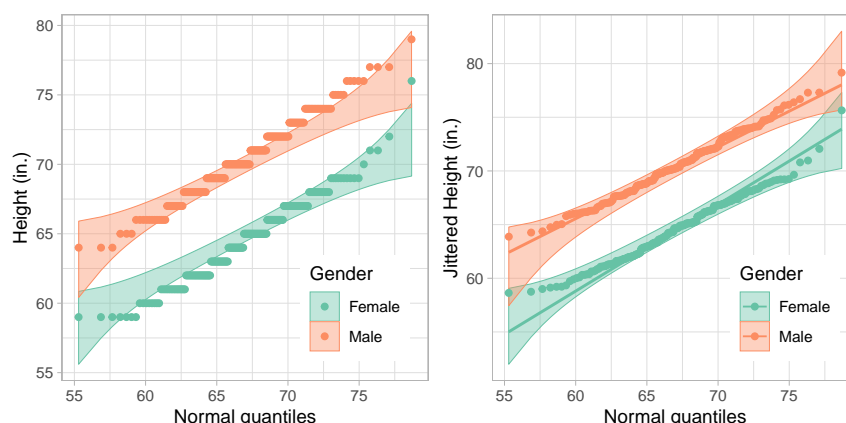 80
75
70
65
60
55
Height (in.)
55 60 65 70 75
Normal quantiles
Gender
Female
Male
80
70
60
Jittered Height (in.)
55 60 65 70 75
Normal quantiles
Gender
Female
Male